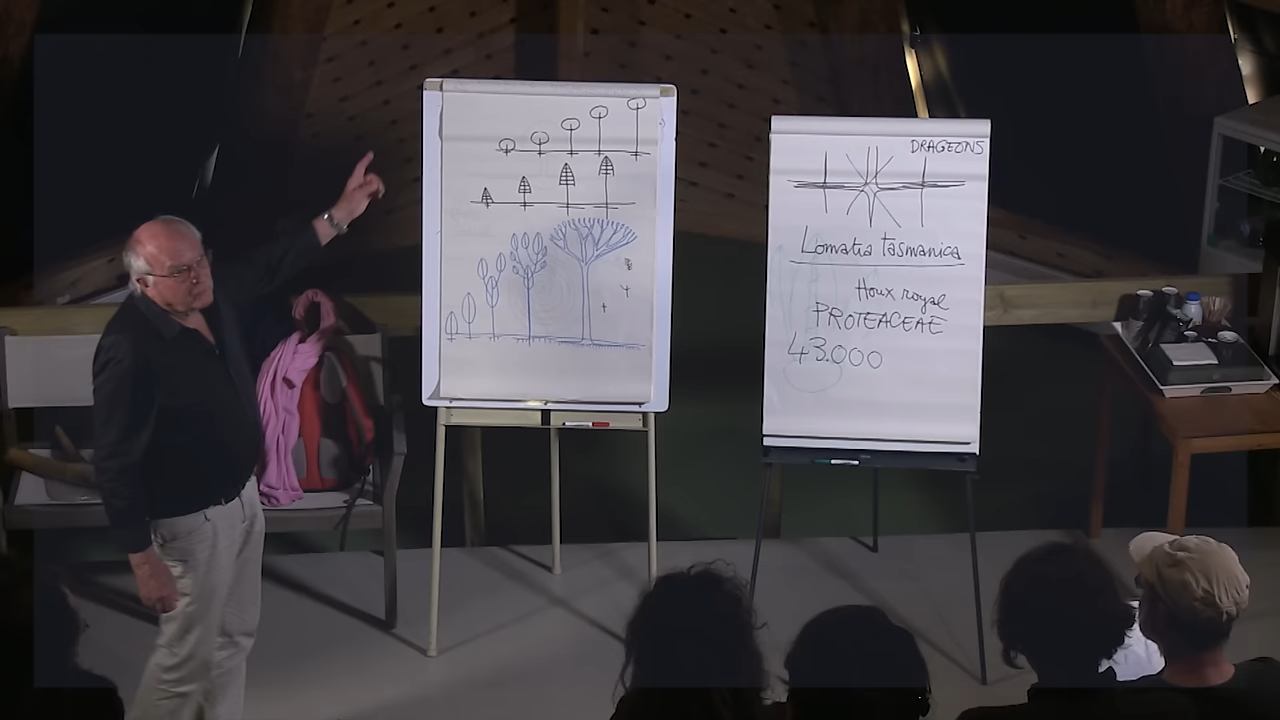 DRAGEONS
Lomatia tasmanica
Houx royal
PROTEACEAE
43.000